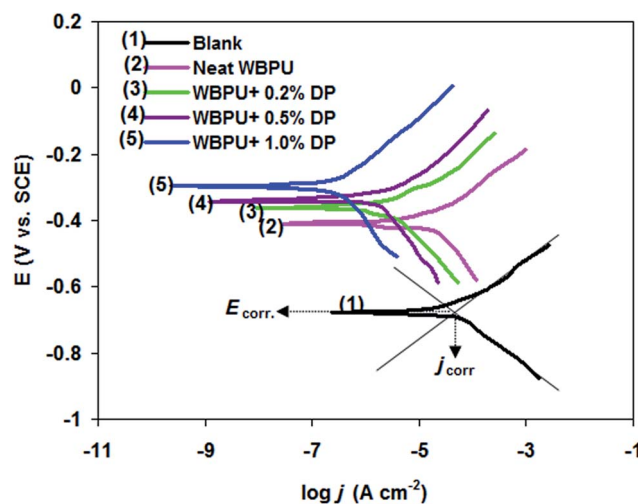 0.2
0
-0.2
-0.4
-0.6
-0.8
-1
E (V vs. SCE)
(1) Blank
(2) Neat WBPU
(3) WBPU+ 0.2% DP
(4) WBPU+ 0.5% DP
(5) WBPU+ 1.0% DP
(5)
(4)
(3)
(2)
(1)
E corr.
j corr
-11 -9 -7 -5 -3 -1
log j (A cm-2)